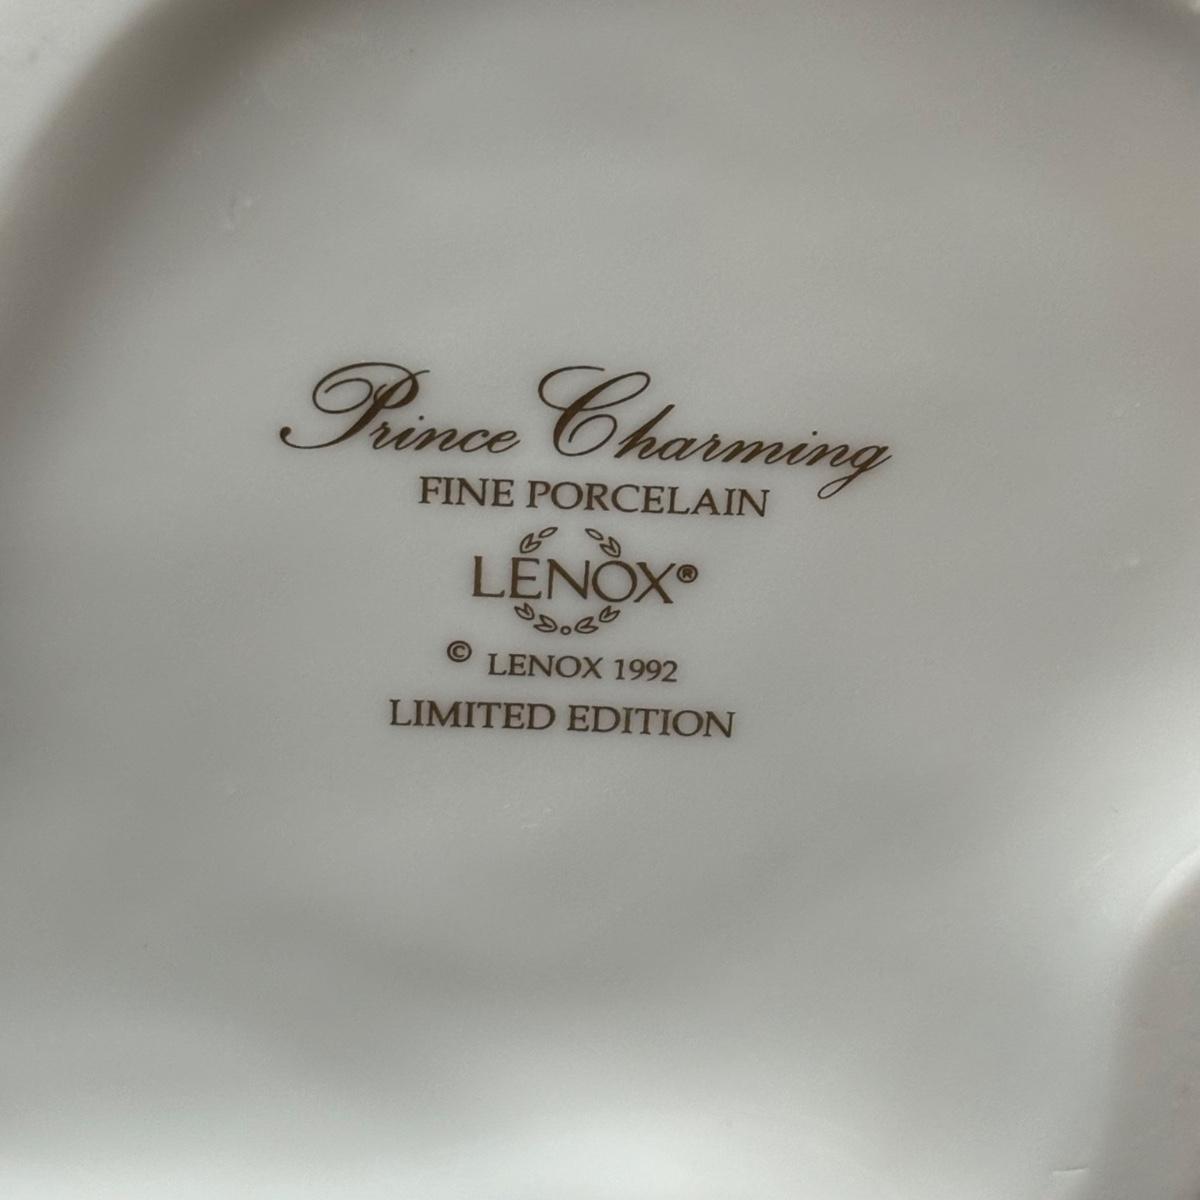 Prince Charming
FINE PORCELAIN
LENOX®
© LENOX 1992
LIMITED EDITION